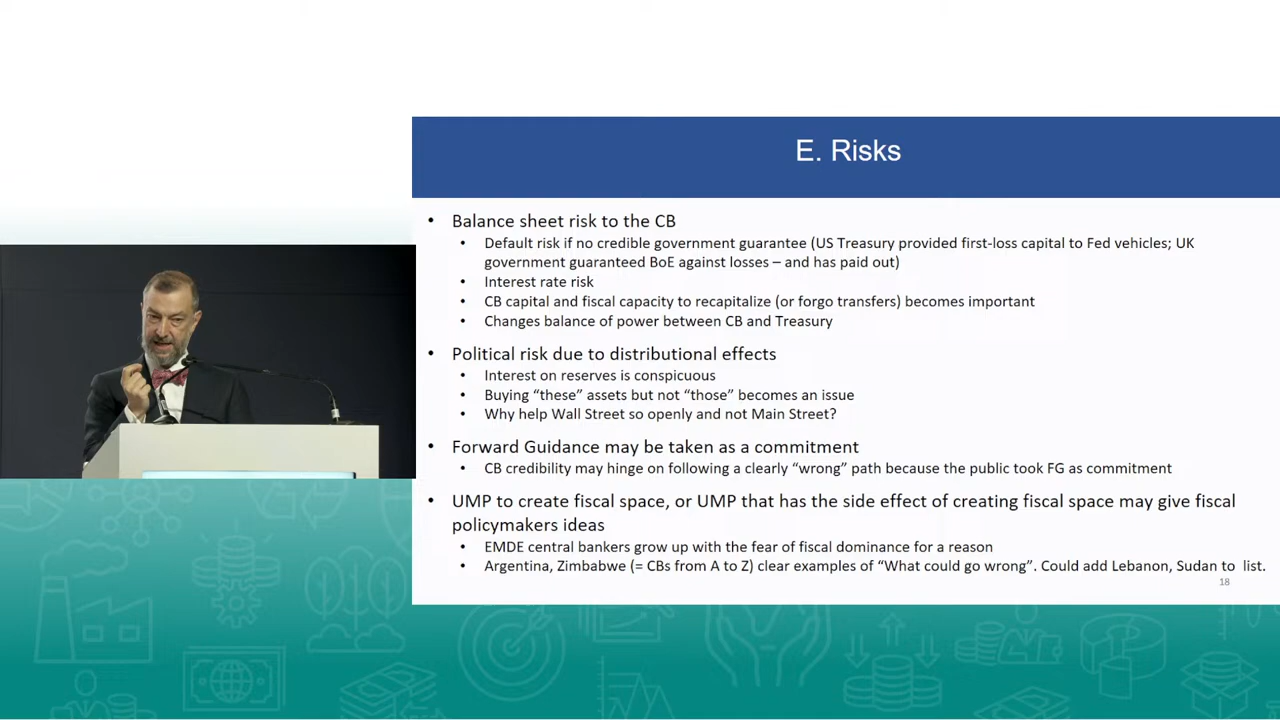 E. Risks
• Balance sheet risk to the CB
• Default risk if no credible government guarantee (US Treasury provided first-loss capital to Fed vehicles; UK
government guaranteed BoE against losses – and has paid out)
• Interest rate risk
• CB capital and fiscal capacity to recapitalize (or forgo transfers) becomes important
• Changes balance of power between CB and Treasury
• Political risk due to distributional effects
• Interest on reserves is conspicuous
• Buying “these” assets but not “those” becomes an issue
• Why help Wall Street so openly and not Main Street?
• Forward Guidance may be taken as a commitment
• CB credibility may hinge on following a clearly “wrong” path because the public took FG as commitment
• UMP to create fiscal space, or UMP that has the side effect of creating fiscal space may give fiscal
policymakers ideas
• EMDE central bankers grow up with the fear of fiscal dominance for a reason
• Argentina, Zimbabwe (= CBs from A to Z) clear examples of “What could go wrong”. Could add Lebanon, Sudan to list.
18